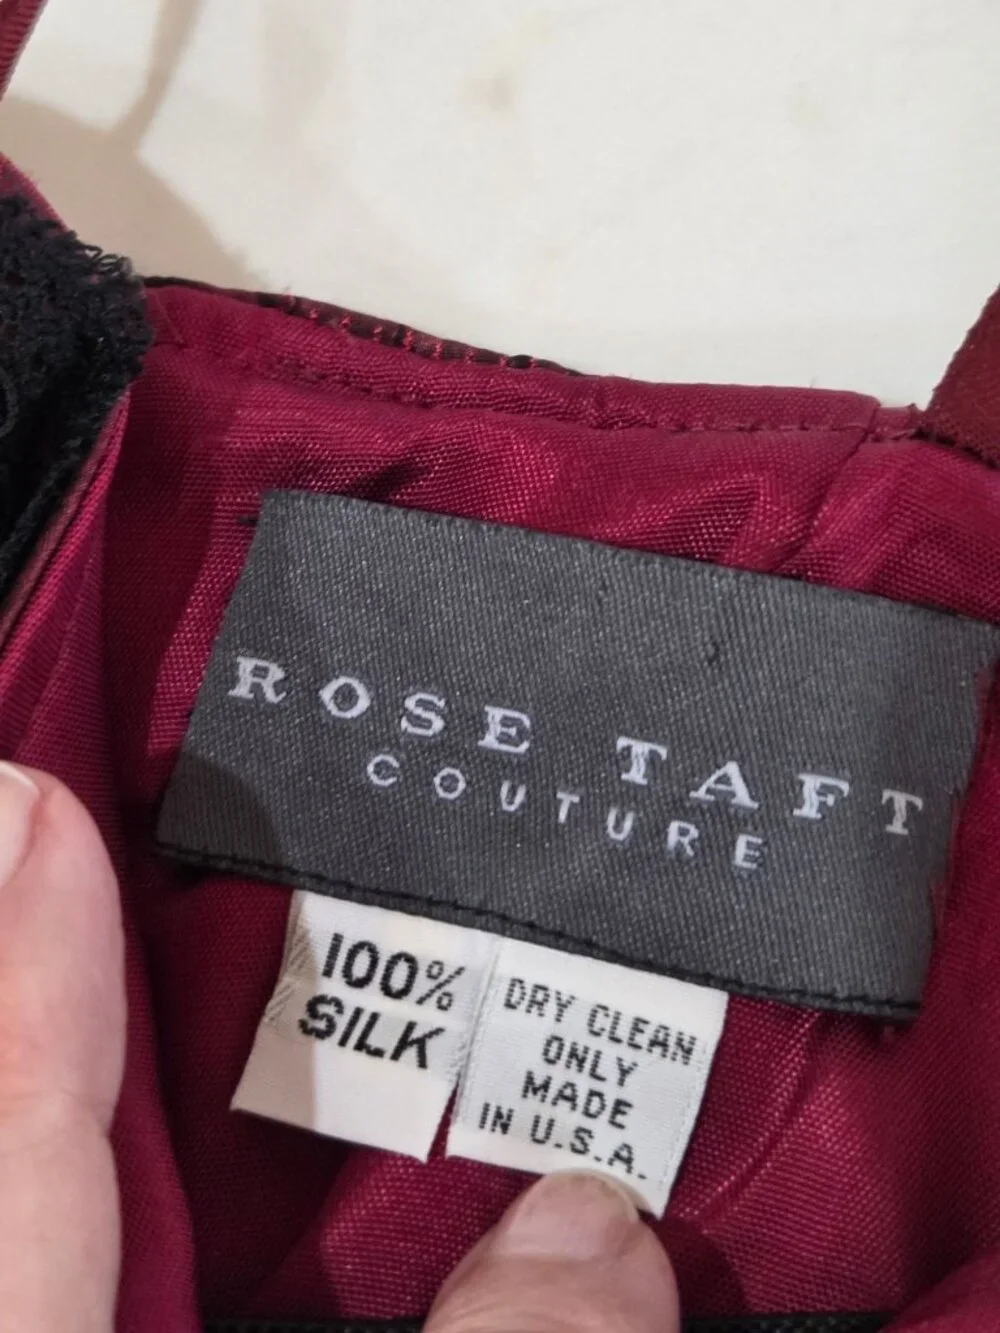 ROSE TAFT
COUTURE
100%
SILK
DRY CLEAN
ONLY
MADE
IN U.S.A.